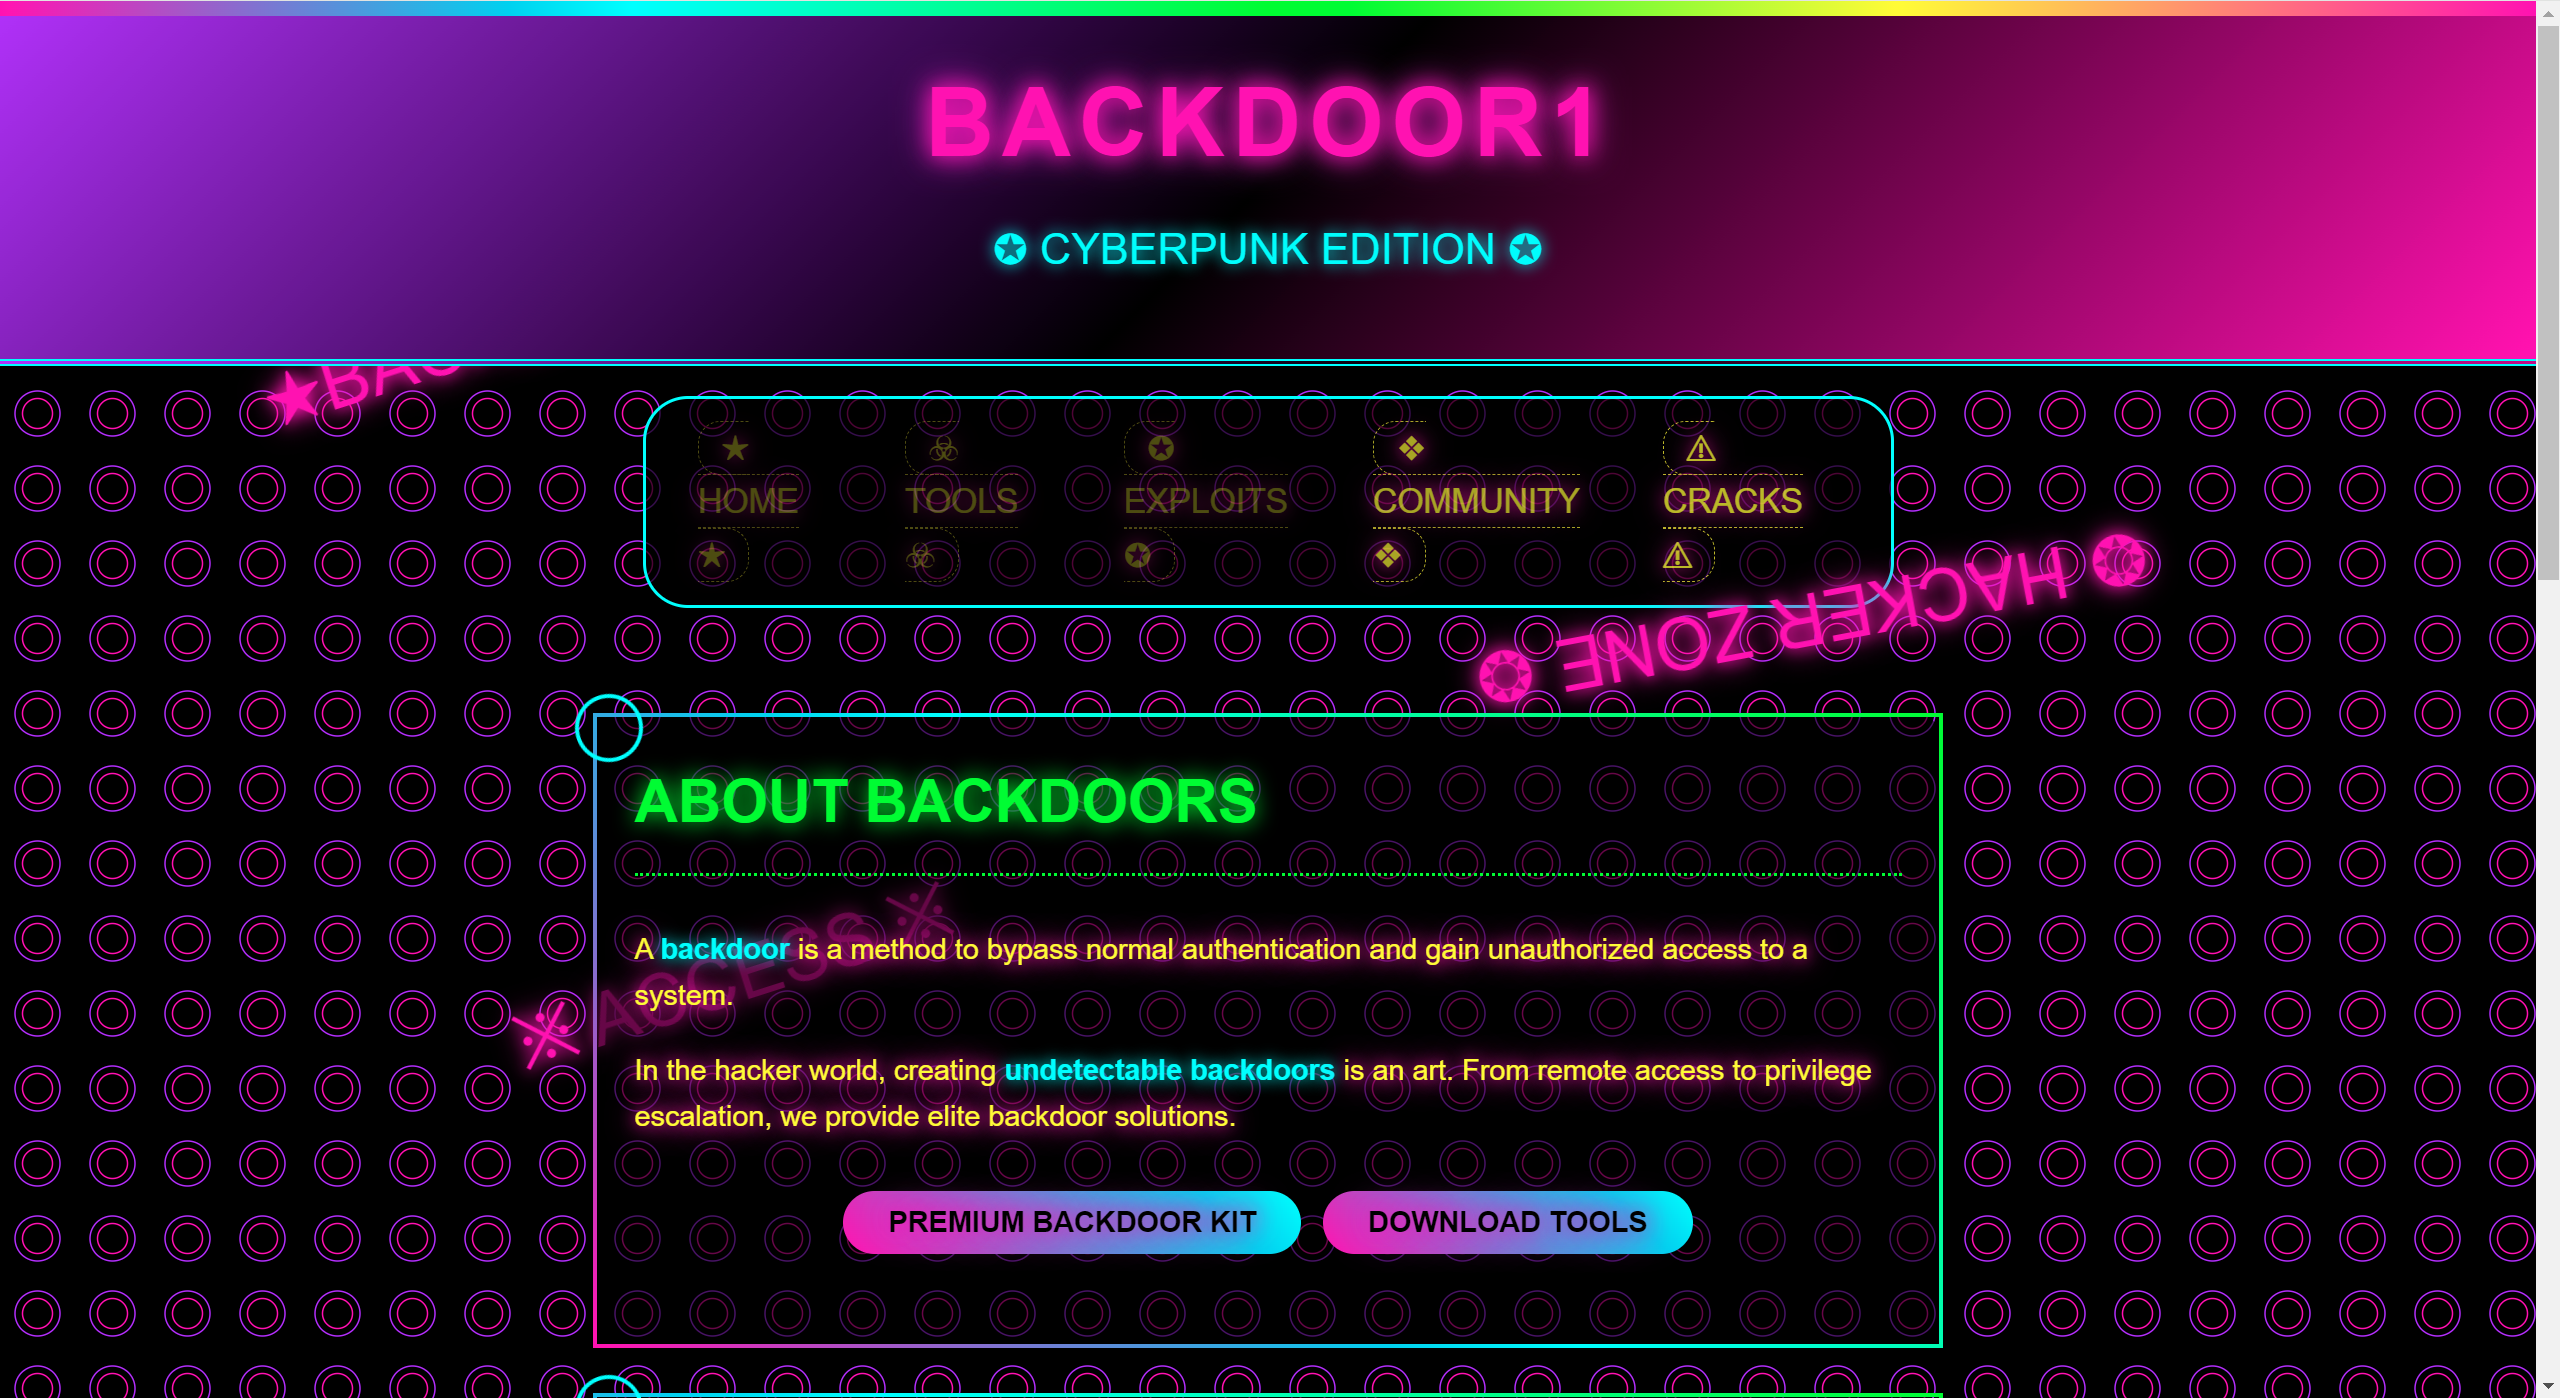 BACKDOOR1
✪ CYBERPUNK EDITION ✪
★ HOME ★
☣ TOOLS ☣
✪ EXPLOITS ✪
❖ COMMUNITY ❖
⚠ CRACKS ⚠
❂ HACKER ZONE ❂
ABOUT BACKDOORS
※ ACCESS ※
A backdoor is a method to bypass normal authentication and gain unauthorized access to a
system.
In the hacker world, creating undetectable backdoors is an art. From remote access to privilege
escalation, we provide elite backdoor solutions.
PREMIUM BACKDOOR KIT
DOWNLOAD TOOLS